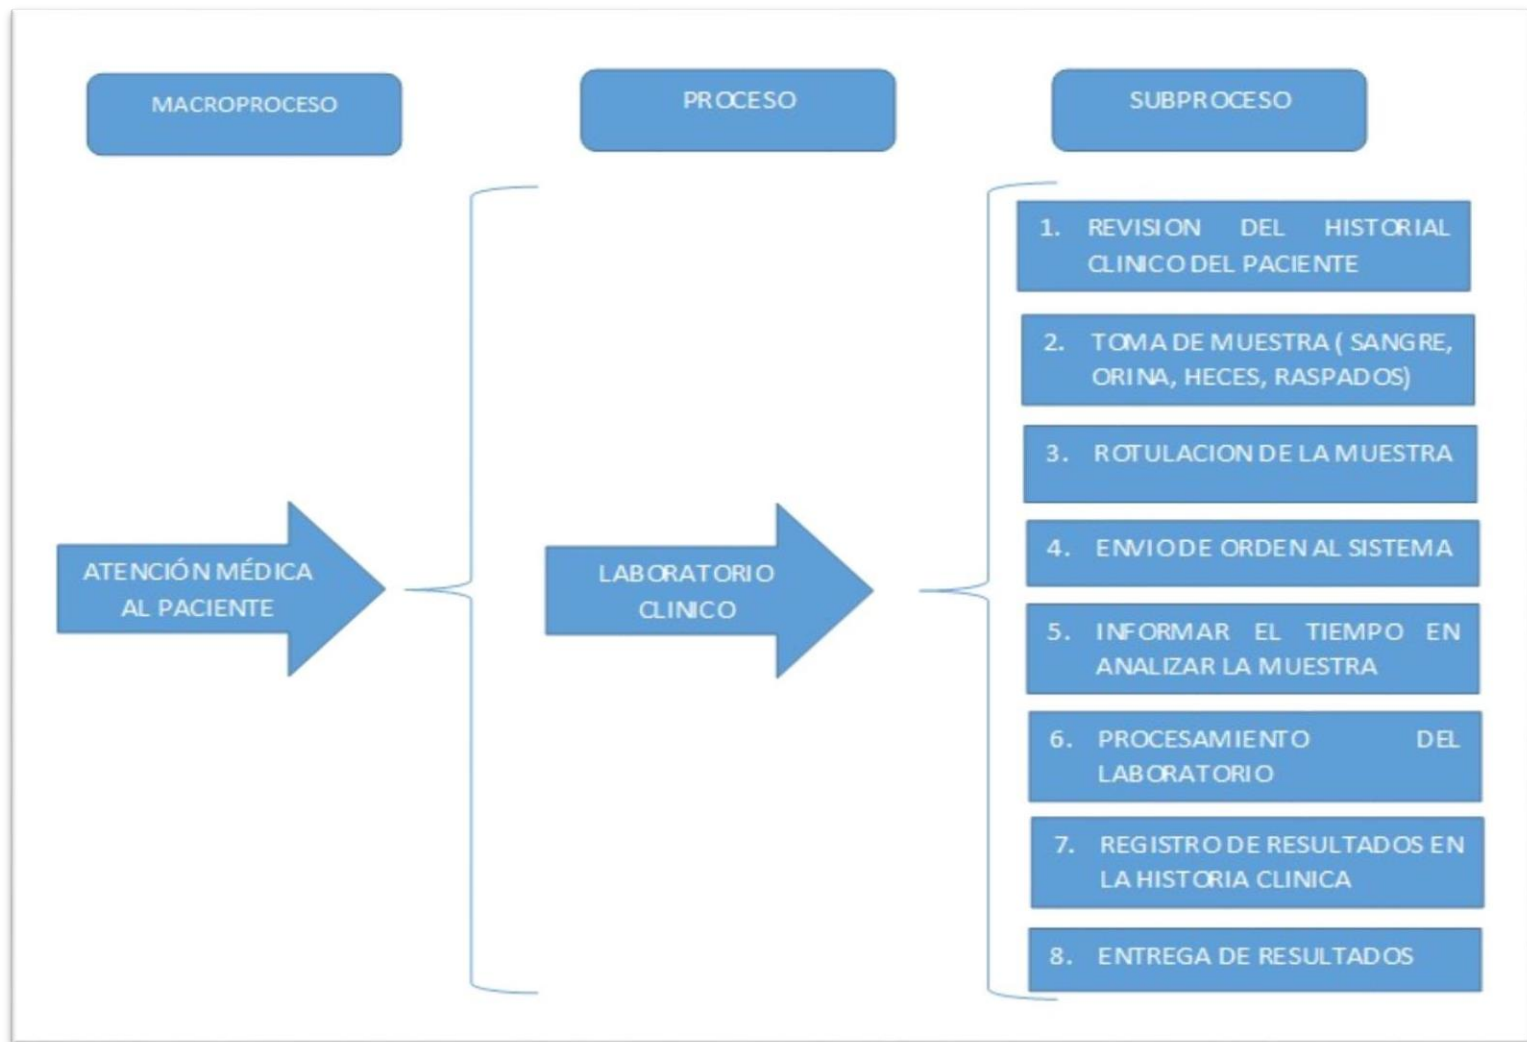 MACROPROCESO
PROCESO
SUBPROCESO
ATENCIÓN MÉDICA
AL PACIENTE
LABORATORIO
CLINICO
1. REVISION DEL HISTORIAL
CLINICO DEL PACIENTE
2. TOMA DE MUESTRA ( SANGRE,
ORINA, HECES, RASPADOS)
3. ROTULACION DE LA MUESTRA
4. ENVIO DE ORDEN AL SISTEMA
5. INFORMAR EL TIEMPO EN
ANALIZAR LA MUESTRA
6. PROCESAMIENTO DEL
LABORATORIO
7. REGISTRO DE RESULTADOS EN
LA HISTORIA CLINICA
8. ENTREGA DE RESULTADOS